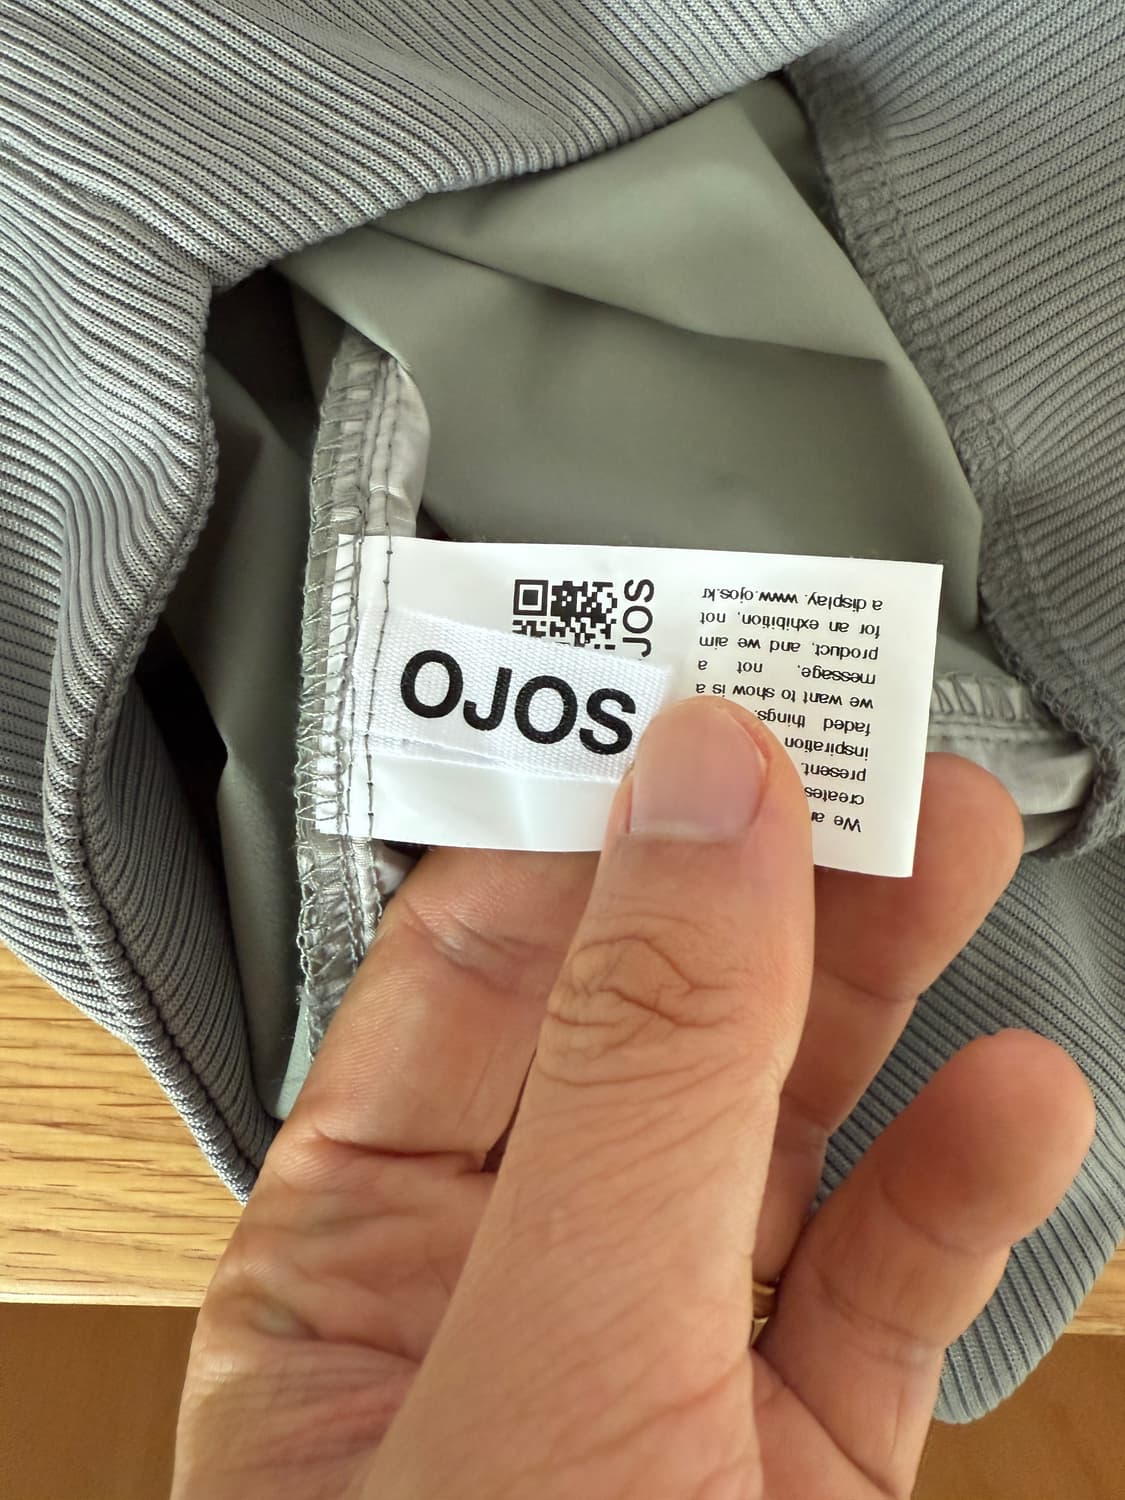 OJOS
JOS
We
creates
present.
inspiration
faded things.
we want to show is a
message. not a
product, and we aim
for an exhibition, not
a display. www.ojos.kr